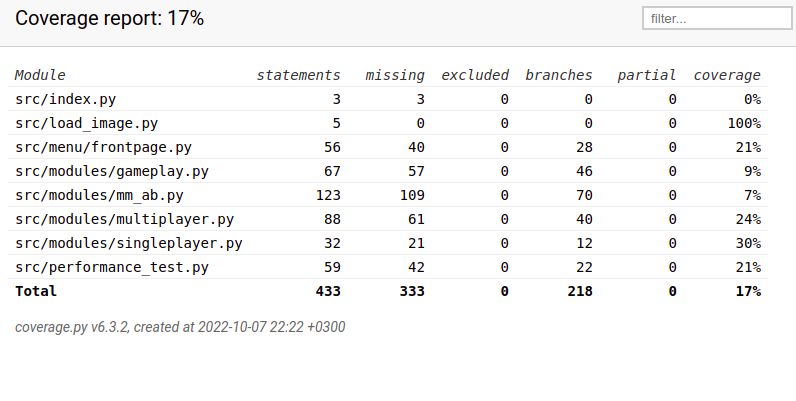 Coverage report: 17%
filter...
Module statements missing excluded branches partial coverage
src/index.py 3 3 0 0 0 0%
src/load_image.py 5 0 0 0 0 100%
src/menu/frontpage.py 56 40 0 28 0 21%
src/modules/gameplay.py 67 57 0 46 0 9%
src/modules/mm_ab.py 123 109 0 70 0 7%
src/modules/multiplayer.py 88 61 0 40 0 24%
src/modules/singleplayer.py 32 21 0 12 0 30%
src/performance_test.py 59 42 0 22 0 21%
Total 433 333 0 218 0 17%
coverage.py v6.3.2, created at 2022-10-07 22:22 +0300